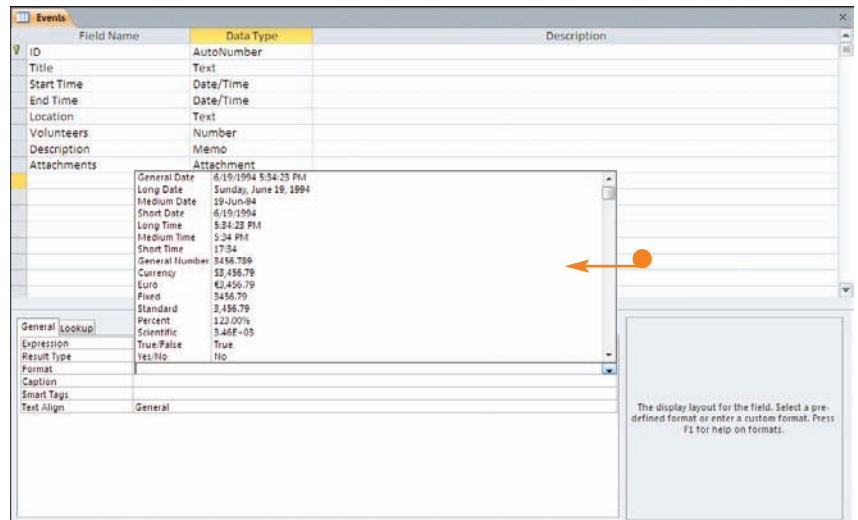 Events
Field Name Data Type Description
ID AutoNumber
Title Text
Start Time Date/Time
End Time Date/Time
Location Text
Volunteers Number
Description Memo
Attachments Attachment
General Date 6/19/1994 5:34:23 PM
Long Date Sunday, June 19, 1994
Medium Date 19-Jun-94
Short Date 6/19/1994
Long Time 5:34:23 PM
Medium Time 5:34 PM
Short Time 17:34
General Number 3456.789
Currency $3,456.79
Euro €3,456.79
Fixed 3456.79
Standard 3,456.79
Percent 123.00%
Scientific 3.46E+03
True/False True
Yes/No No
General Lookup
Expression
Result Type
Format
Caption
Smart Tags
Text Align General
The display layout for the field. Select a pre-
defined format or enter a custom format. Press
F1 for help on formats.